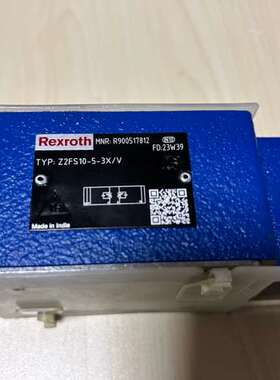 Rexroth MNR: R900517812
FD:23W39
TYP: Z2FS10-5-3X/V
Made in India